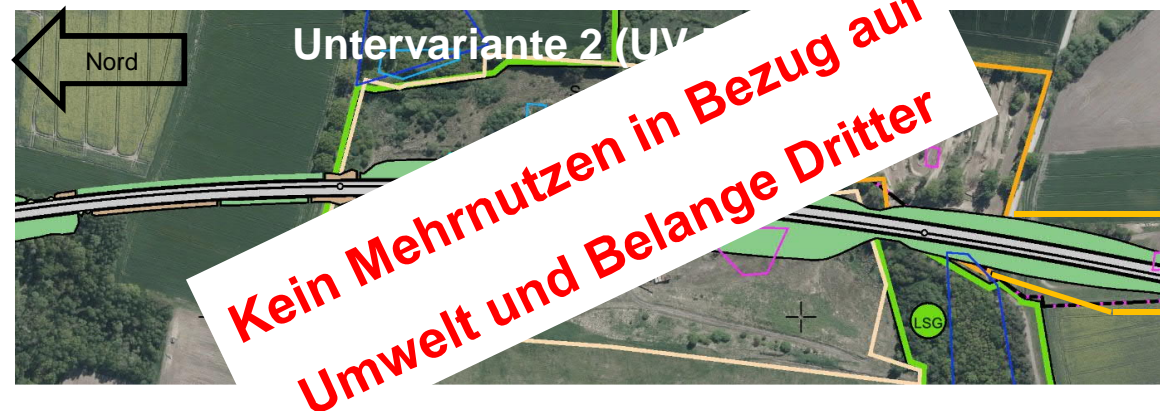 Nord
Untervariante 2 (UV
Kein Mehrnutzen in Bezug auf
Umwelt und Belange Dritter
LSG